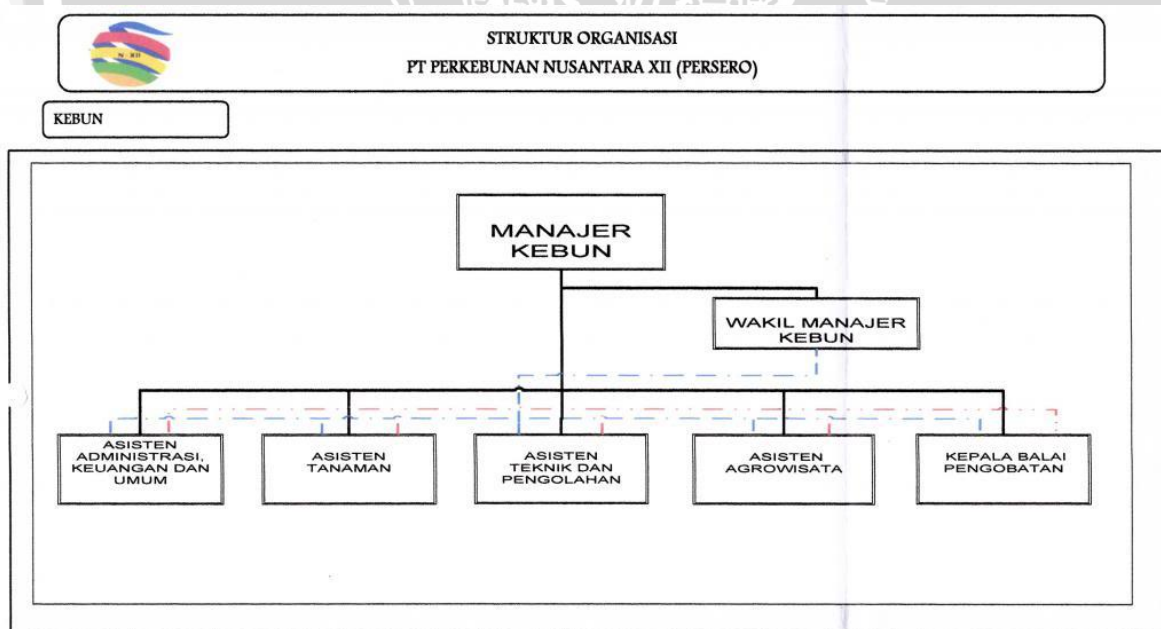 STRUKTUR ORGANISASI
PT PERKEBUNAN NUSANTARA XII (PERSERO)
N - XII
KEBUN
MANAJER
KEBUN
WAKIL MANAJER
KEBUN
ASISTEN
ADMINISTRASI,
KEUANGAN DAN
UMUM
ASISTEN
TANAMAN
ASISTEN
TEKNIK DAN
PENGOLAHAN
ASISTEN
AGROWISATA
KEPALA BALAI
PENGOBATAN